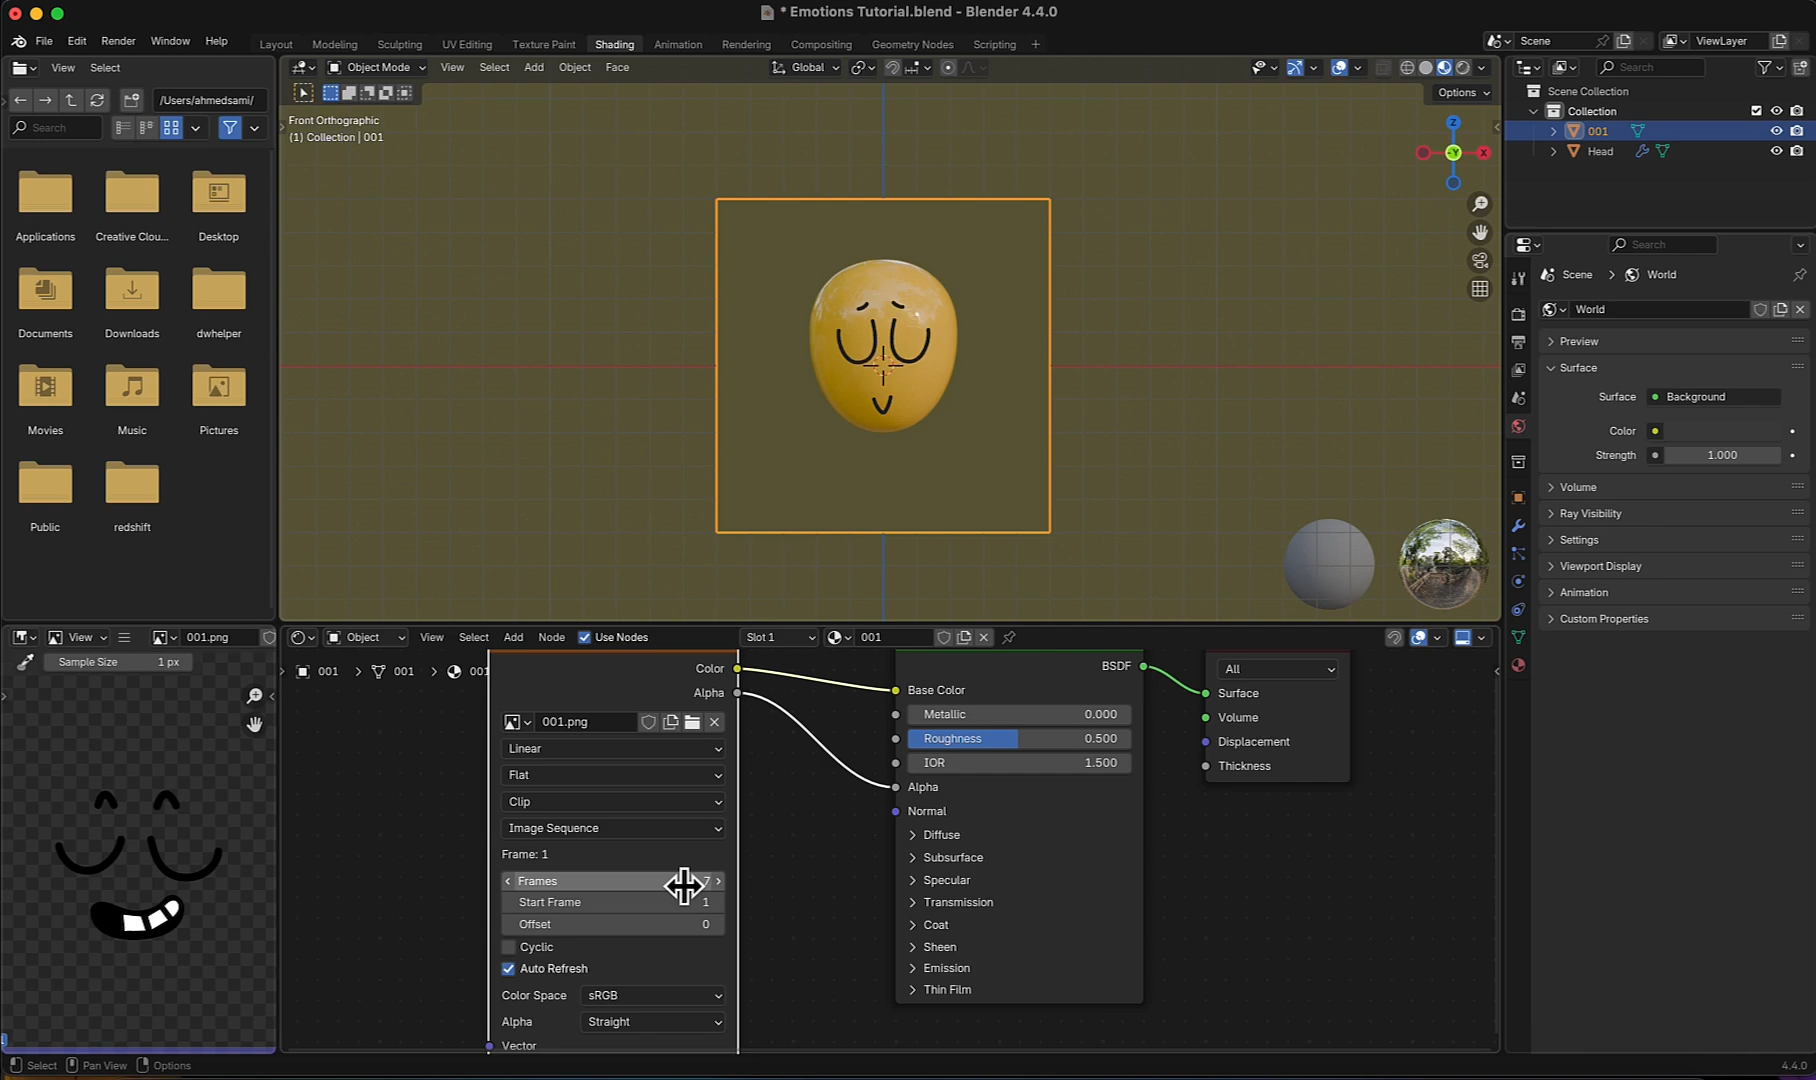 * Emotions Tutorial.blend - Blender 4.4.0
File Edit Render Window Help
Layout Modeling Sculpting UV Editing Texture Paint Shading Animation Rendering Compositing Geometry Nodes Scripting +
Scene
ViewLayer
View Select
Object Mode View Select Add Object Face
Global
Search
/Users/ahmedsami/
Options
Search
Front Orthographic
(1) Collection | 001
Z
-Y
X
Scene Collection
Collection
001
Head
Applications
Creative Clou...
Desktop
Documents
Downloads
dwhelper
Movies
Music
Pictures
Public
redshift
Search
Scene > World
World
Preview
Surface
Surface Background
Color
Strength 1.000
Volume
Ray Visibility
Settings
Viewport Display
Animation
Custom Properties
View
001.png
Sample Size 1 px
Object View Select Add Node Use Nodes
Slot 1
001
001 > 001 > 001
Color
Alpha
001.png
Linear
Flat
Clip
Image Sequence
Frame: 1
Frames 7
Start Frame 1
Offset 0
Cyclic
Auto Refresh
Color Space sRGB
Alpha Straight
Vector
BSDF
Base Color
Metallic 0.000
Roughness 0.500
IOR 1.500
Alpha
Normal
Diffuse
Subsurface
Specular
Transmission
Coat
Sheen
Emission
Thin Film
All
Surface
Volume
Displacement
Thickness
Select Pan View Options
4.4.0